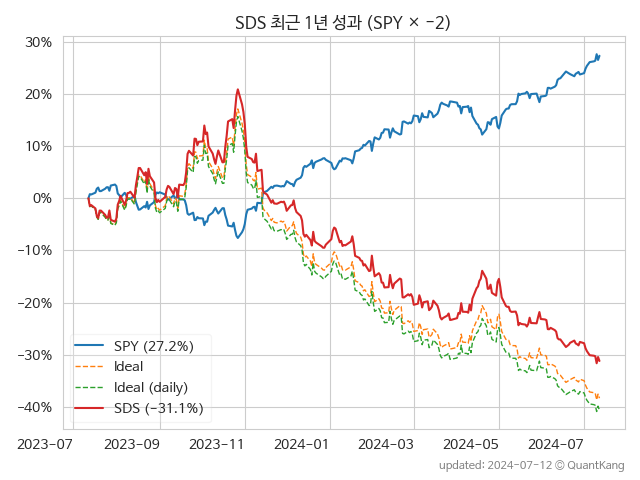 SDS 최근 1년 성과 (SPY × −2)
30%
20%
10%
0%
−10%
−20%
−30%
−40%
SPY (27.2%)
Ideal
Ideal (daily)
SDS (−31.1%)
2023-07 2023-09 2023-11 2024-01 2024-03 2024-05 2024-07
updated: 2024-07-12 © QuantKang